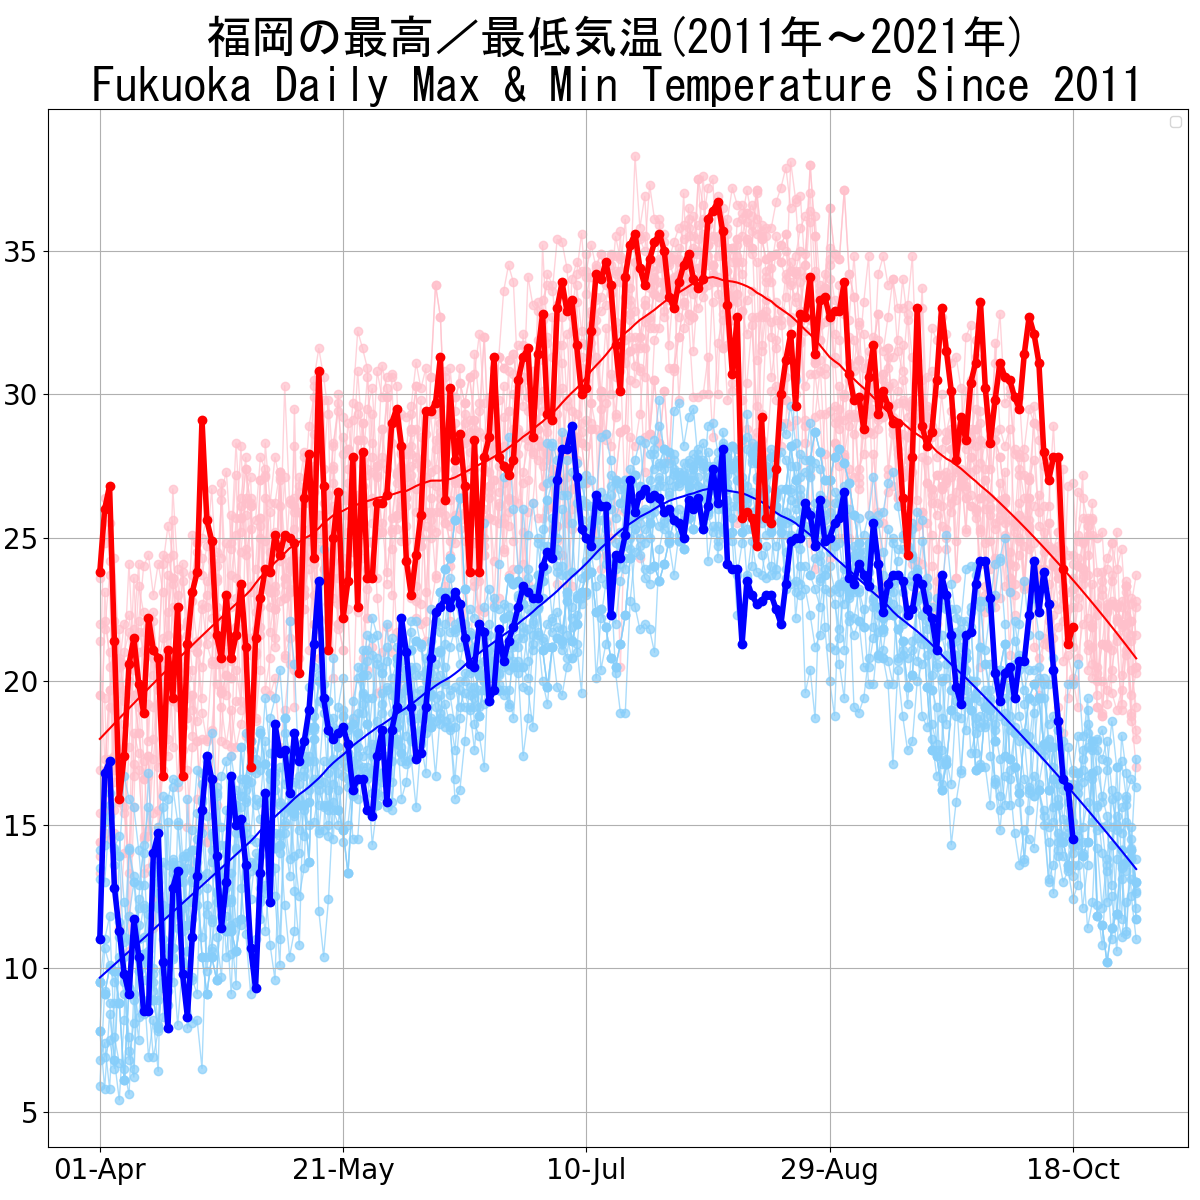 福岡の最高／最低気温(2011年～2021年)
Fukuoka Daily Max & Min Temperature Since 2011
35
30
25
20
15
10
5
01-Apr 21-May 10-Jul 29-Aug 18-Oct